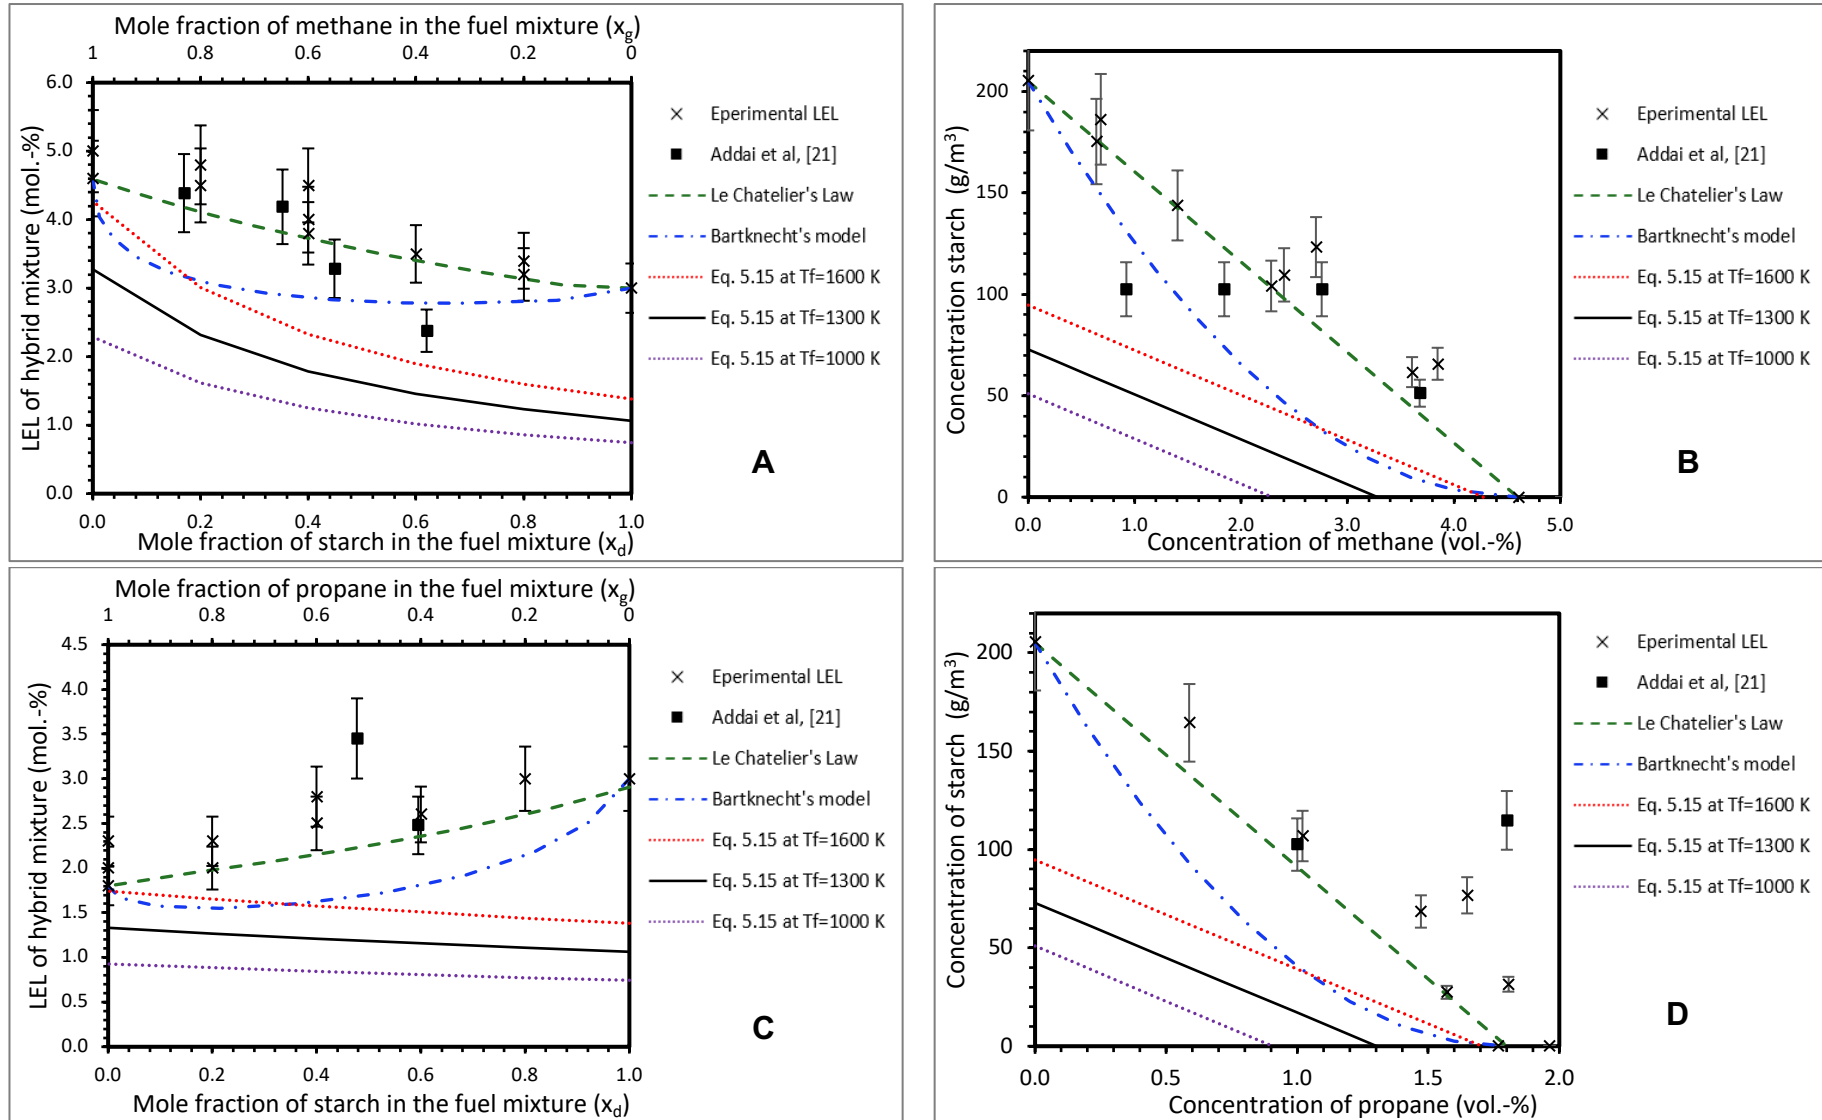 Mole fraction of methane in the fuel mixture (xg)
1 0.8 0.6 0.4 0.2 0
6.0
5.0
4.0
3.0
2.0
1.0
0.0
LEL of hybrid mixture (mol.-%)
0.0 0.2 0.4 0.6 0.8 1.0
Mole fraction of starch in the fuel mixture (xd)
Eperimental LEL
Addai et al, [21]
Le Chatelier's Law
Bartknecht's model
Eq. 5.15 at Tf=1600 K
Eq. 5.15 at Tf=1300 K
Eq. 5.15 at Tf=1000 K
A
200
150
100
50
0
Concentration starch (g/m3)
0.0 1.0 2.0 3.0 4.0 5.0
Concentration of methane (vol.-%)
Eperimental LEL
Addai et al, [21]
Le Chatelier's Law
Bartknecht's model
Eq. 5.15 at Tf=1600 K
Eq. 5.15 at Tf=1300 K
Eq. 5.15 at Tf=1000 K
B
Mole fraction of propane in the fuel mixture (xg)
1 0.8 0.6 0.4 0.2 0
4.5
4.0
3.5
3.0
2.5
2.0
1.5
1.0
0.5
0.0
LEL of hybrid mixture (mol.-%)
0.0 0.2 0.4 0.6 0.8 1.0
Mole fraction of starch in the fuel mixture (xd)
Eperimental LEL
Addai et al, [21]
Le Chatelier's Law
Bartknecht's model
Eq. 5.15 at Tf=1600 K
Eq. 5.15 at Tf=1300 K
Eq. 5.15 at Tf=1000 K
C
200
150
100
50
0
Concentration of starch (g/m3)
0.0 0.5 1.0 1.5 2.0
Concentration of propane (vol.-%)
Eperimental LEL
Addai et al, [21]
Le Chatelier's Law
Bartknecht's model
Eq. 5.15 at Tf=1600 K
Eq. 5.15 at Tf=1300 K
Eq. 5.15 at Tf=1000 K
D